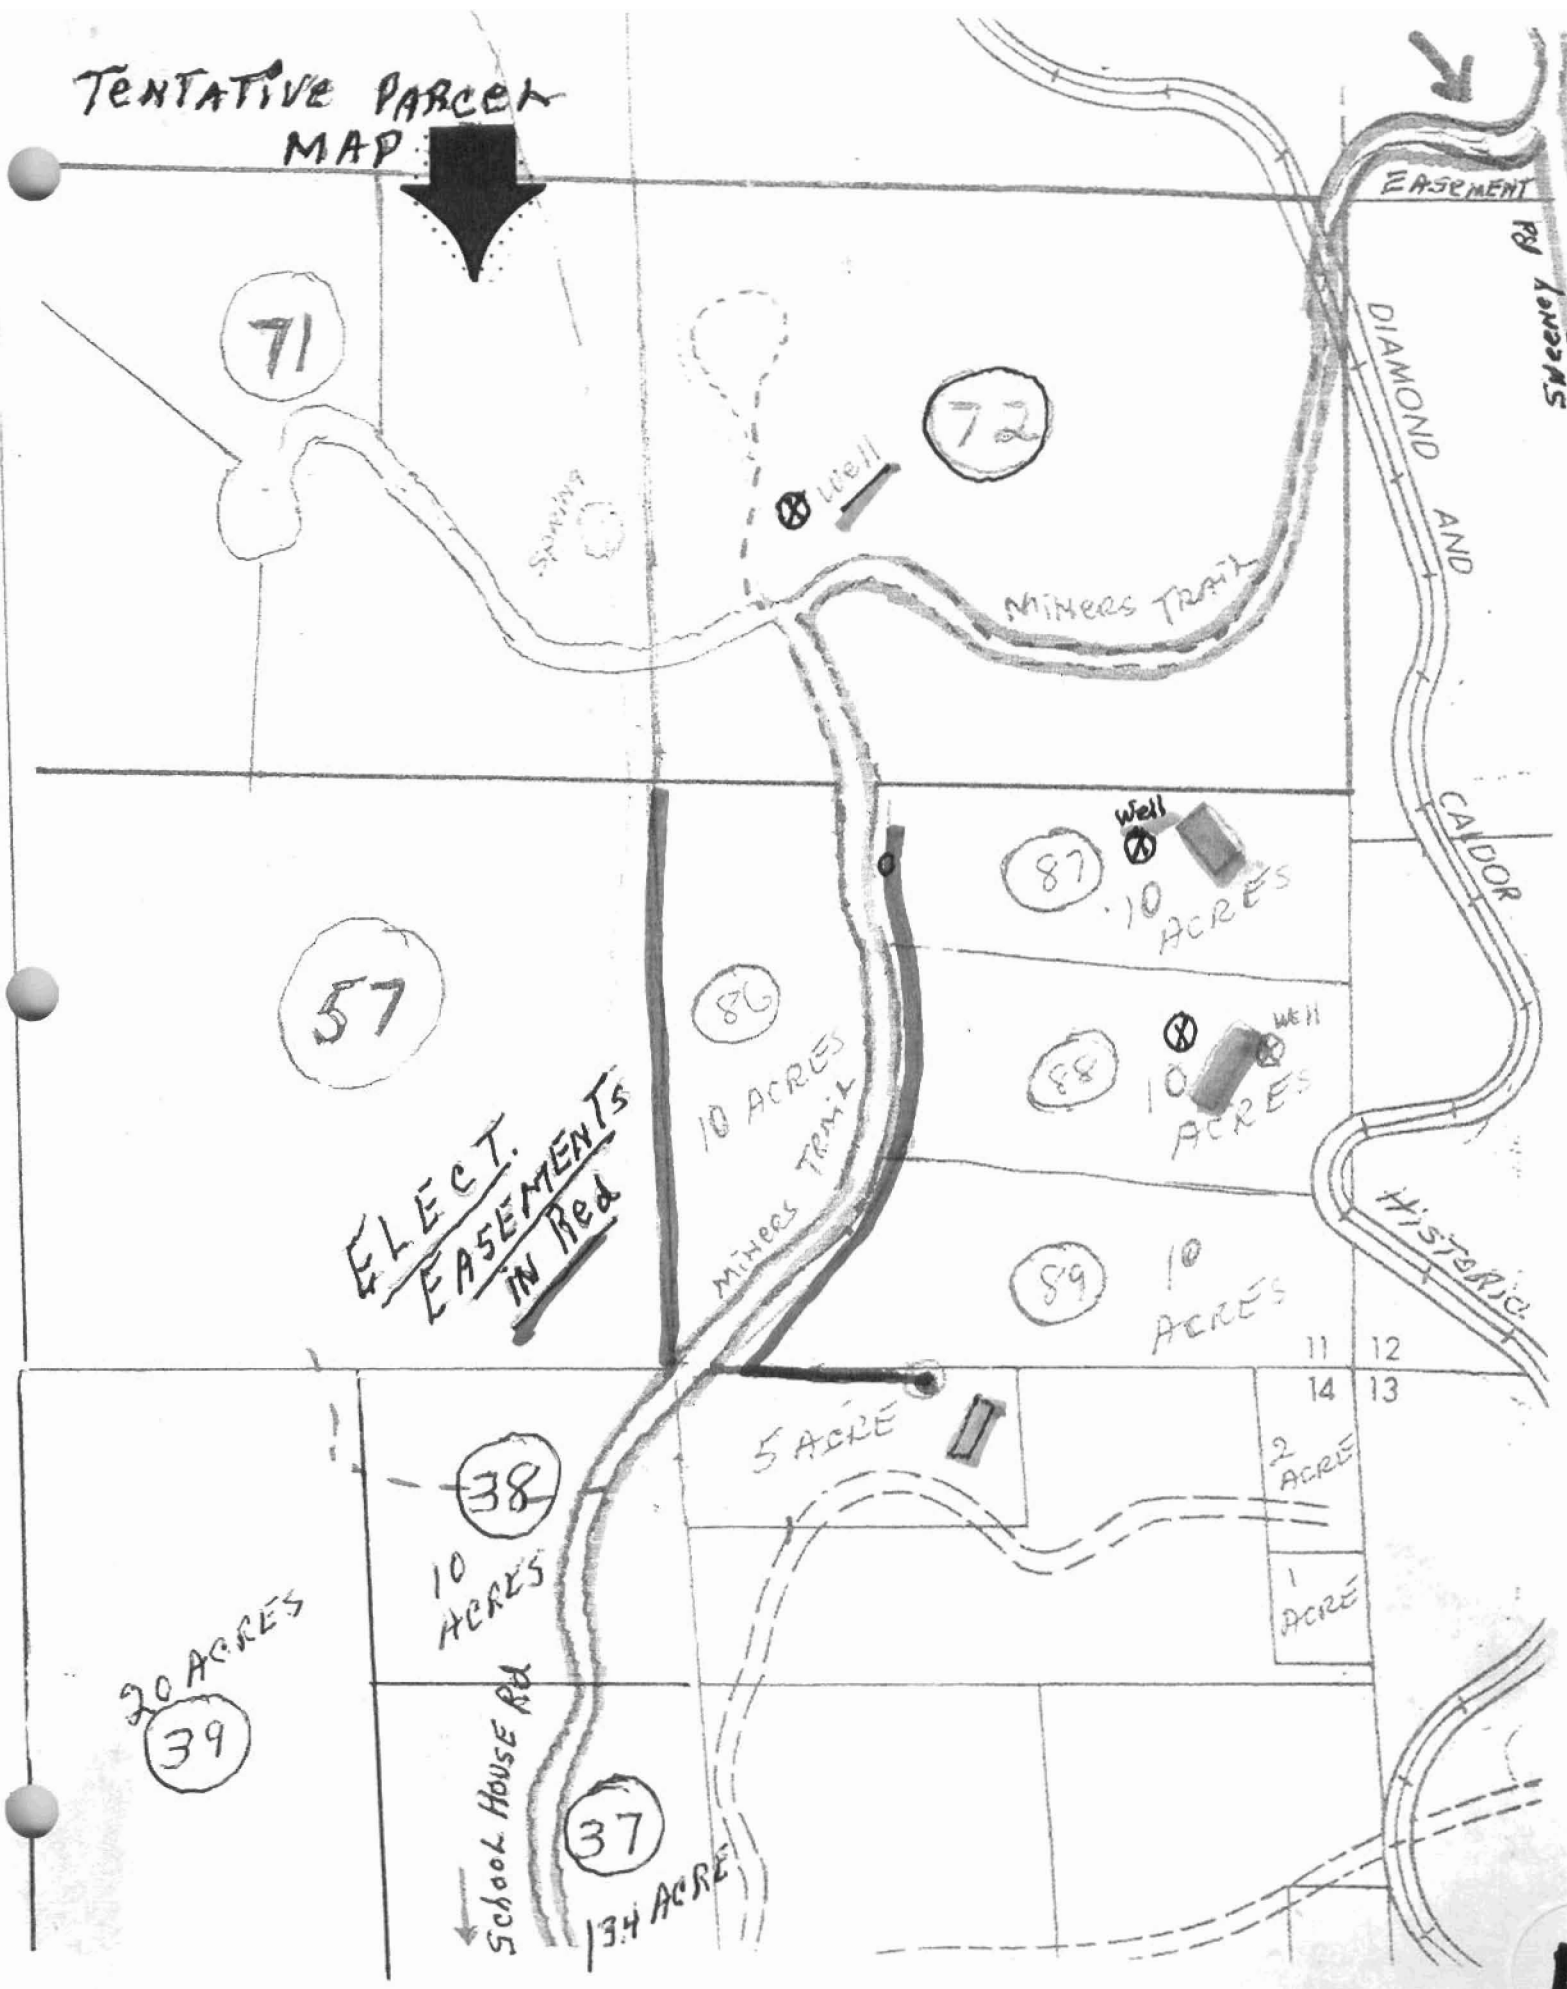 TENTATIVE PARCEL
MAP
EASEMENT
SWEENEY Rd
71
72
SPRING
Well
MINERS TRAIL
DIAMOND AND CALDOR
HISTORIC
Well
87
10
ACRES
57
86
10 ACRES
MINERS TRAIL
WEll
88
10
ACRES
ELECT.
EASEMENTS
IN Red
89
10
ACRES
11 12
14 13
38
10
ACRES
5 ACRE
2
ACRE
1
ACRE
20 ACRES
39
School HOUSE Rd
37
134 ACRE